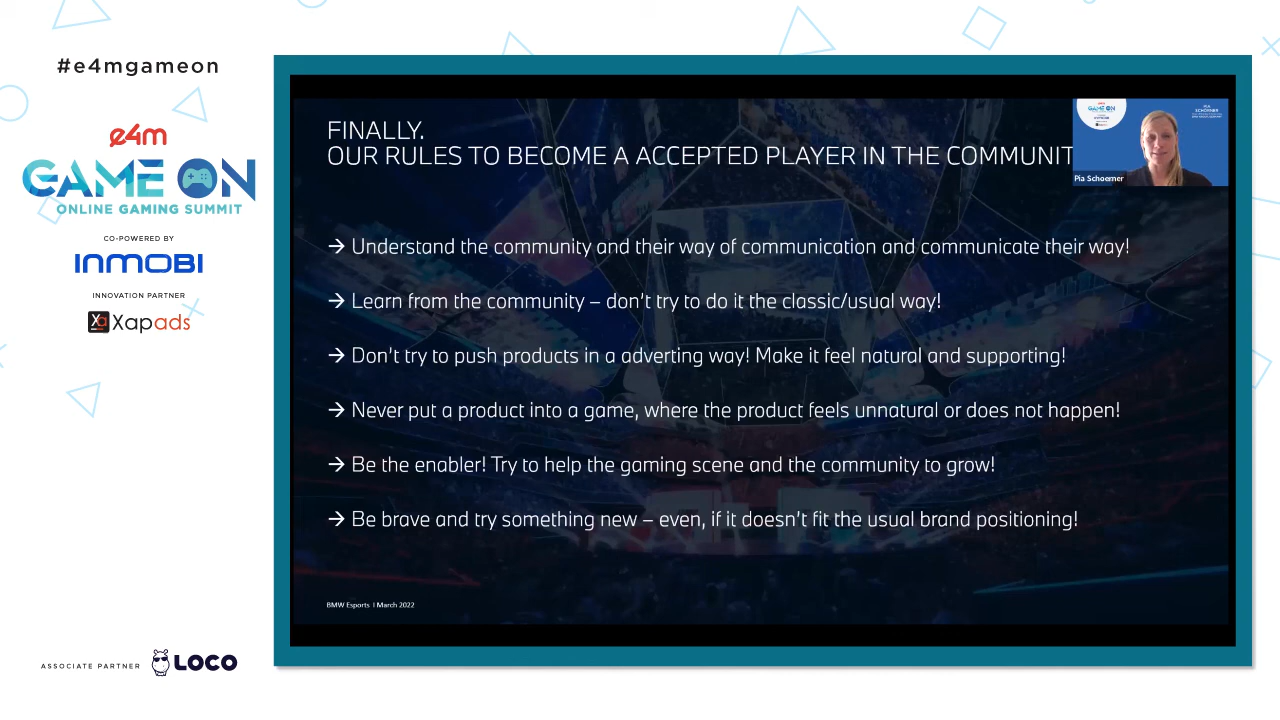 #e4mgameon
e4m
GAME ON
ONLINE GAMING SUMMIT
CO-POWERED BY
INMOBI
INNOVATION PARTNER
Xa Xapads
ASSOCIATE PARTNER LOCO
FINALLY.
OUR RULES TO BECOME A ACCEPTED PLAYER IN THE COMMUNIT
→ Understand the community and their way of communication and communicate their way!
→ Learn from the community – don't try to do it the classic/usual way!
→ Don't try to push products in a adverting way! Make it feel natural and supporting!
→ Never put a product into a game, where the product feels unnatural or does not happen!
→ Be the enabler! Try to help the gaming scene and the community to grow!
→ Be brave and try something new – even, if it doesn't fit the usual brand positioning!
BMW Esports I March 2022
GAME ON
PIA
SCHOERNER
Pia Schoerner